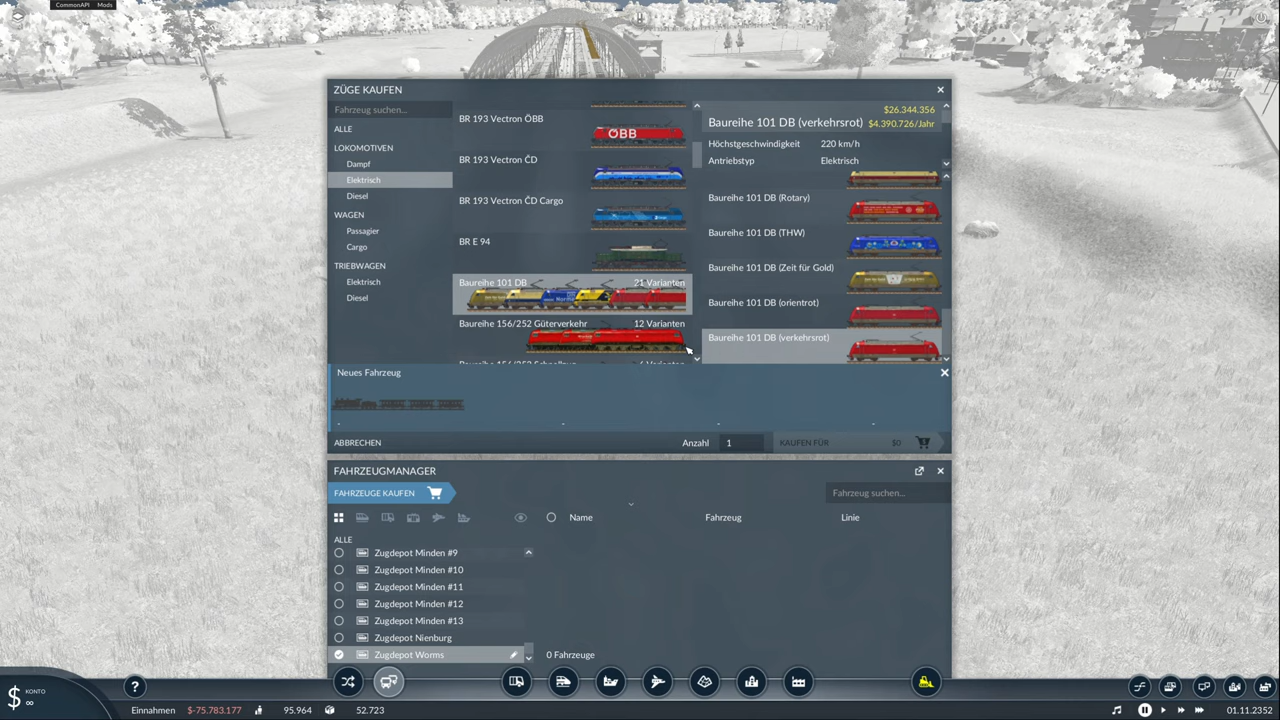 CommonAPI Mods
ZÜGE KAUFEN
Fahrzeug suchen...
ALLE
LOKOMOTIVEN
Dampf
Elektrisch
Diesel
WAGEN
Passagier
Cargo
TRIEBWAGEN
Elektrisch
Diesel
BR 193 Vectron ÖBB
ÖBB
BR 193 Vectron ČD
BR 193 Vectron ČD Cargo
BR E 94
Baureihe 101 DB 21 Varianten
Baureihe 156/252 Güterverkehr 12 Varianten
$26.344.356
Baureihe 101 DB (verkehrsrot) $4.390.726/Jahr
Höchstgeschwindigkeit 220 km/h
Antriebstyp Elektrisch
Baureihe 101 DB (Rotary)
Baureihe 101 DB (THW)
Baureihe 101 DB (Zeit für Gold)
Baureihe 101 DB (orientrot)
Baureihe 101 DB (verkehrsrot)
Neues Fahrzeug
- - - -
ABBRECHEN Anzahl 1 KAUFEN FÜR $0
FAHRZEUGMANAGER
FAHRZEUGE KAUFEN
Fahrzeug suchen...
Name Fahrzeug Linie
ALLE
Zugdepot Minden #9
Zugdepot Minden #10
Zugdepot Minden #11
Zugdepot Minden #12
Zugdepot Minden #13
Zugdepot Nienburg
Zugdepot Worms 0 Fahrzeuge
$ KONTO
∞
?
Einnahmen $-75.783.177 95.964 52.723 01.11.2352